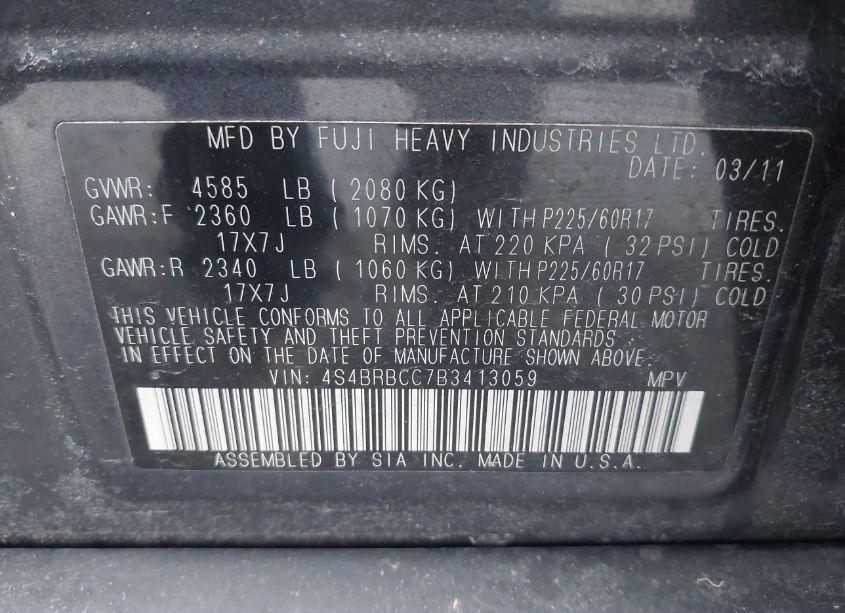 MFD BY FUJI HEAVY INDUSTRIES LTD.
DATE: 03/11
GVWR: 4585 LB ( 2080 KG)
GAWR:F 2360 LB ( 1070 KG) WITH P225/60R17 TIRES.
17X7J RIMS. AT 220 KPA ( 32 PSI) COLD
GAWR:R 2340 LB ( 1060 KG) WITH P225/60R17 TIRES.
17X7J RIMS. AT 210 KPA ( 30 PSI) COLD
THIS VEHICLE CONFORMS TO ALL APPLICABLE FEDERAL MOTOR
VEHICLE SAFETY AND THEFT PREVENTION STANDARDS
IN EFFECT ON THE DATE OF MANUFACTURE SHOWN ABOVE.
VIN: 4S4BRBCC7B3413059 MPV
ASSEMBLED BY SIA INC. MADE IN U.S.A.